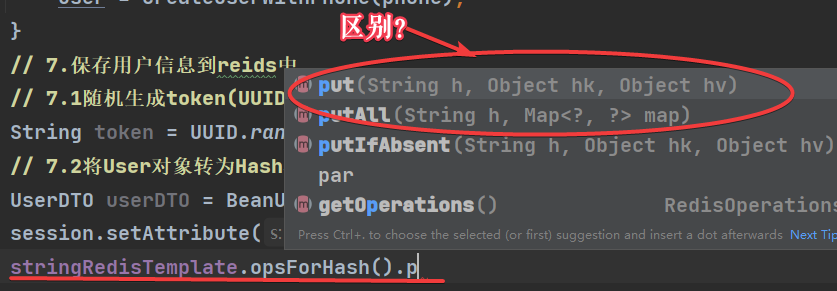 user = createUserWithPhone(phone);
区别?
}
// 7.保存用户信息到reids中
put(String h, Object hk, Object hv)
// 7.1随机生成token(UUID
putAll(String h, Map<?, ?> map)
String token = UUID.ran
putIfAbsent(String h, Object hk, Object hv)
// 7.2将User对象转为Hash
par
UserDTO userDTO = BeanU
getOperations() RedisOperations
session.setAttribute( s:
Press Ctrl+. to choose the selected (or first) suggestion and insert a dot afterwards Next Tip
stringRedisTemplate.opsForHash().p